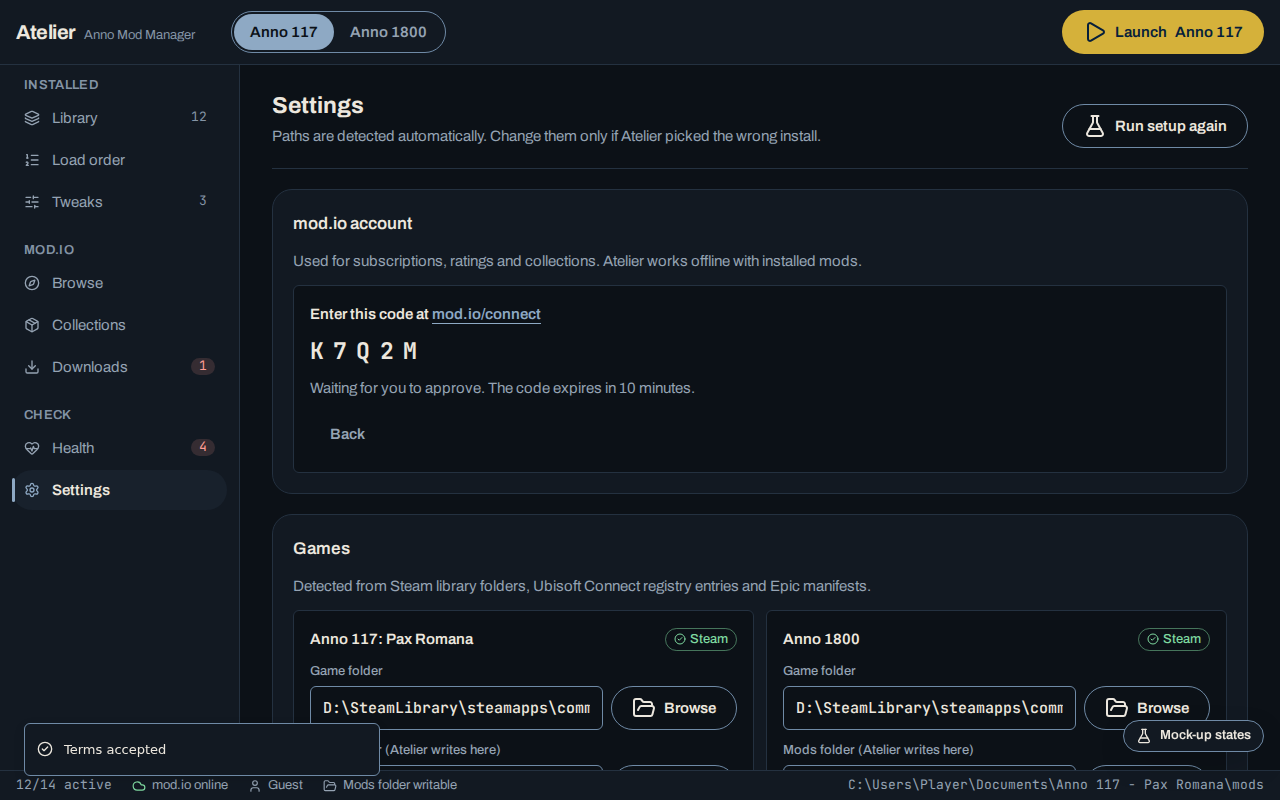 Atelier Anno Mod Manager Anno 117 Anno 1800 Launch Anno 117
INSTALLED
Library 12
Load order
Tweaks 3
MOD.IO
Browse
Collections
Downloads 1
CHECK
Health 4
Settings
Settings
Paths are detected automatically. Change them only if Atelier picked the wrong install.
Run setup again
mod.io account
Used for subscriptions, ratings and collections. Atelier works offline with installed mods.
Enter this code at mod.io/connect
K7Q2M
Waiting for you to approve. The code expires in 10 minutes.
Back
Games
Detected from Steam library folders, Ubisoft Connect registry entries and Epic manifests.
Anno 117: Pax Romana Steam
Game folder
D:\SteamLibrary\steamapps\comm Browse
(Atelier writes here)
Anno 1800 Steam
Game folder
D:\SteamLibrary\steamapps\comm Browse
Mods folder (Atelier writes here)
Mock-up states
Terms accepted
12/14 active mod.io online Guest Mods folder writable C:\Users\Player\Documents\Anno 117 - Pax Romana\mods